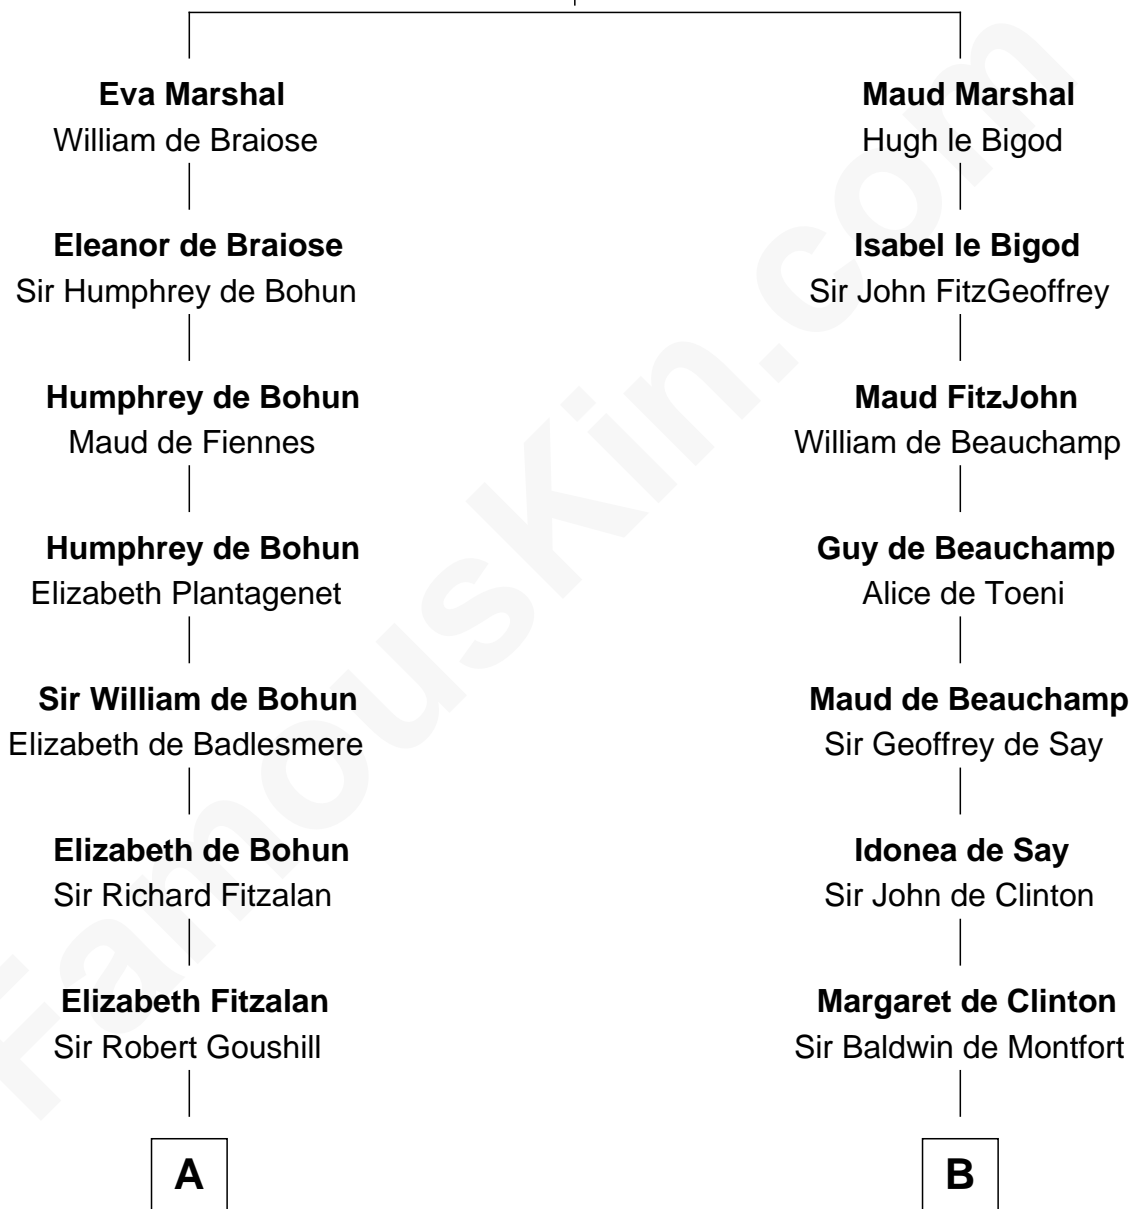 Eva Marshal
William de Braiose
Eleanor de Braiose
Sir Humphrey de Bohun
Humphrey de Bohun
Maud de Fiennes
Humphrey de Bohun
Elizabeth Plantagenet
Sir William de Bohun
Elizabeth de Badlesmere
Elizabeth de Bohun
Sir Richard Fitzalan
Elizabeth Fitzalan
Sir Robert Goushill
A
Maud Marshal
Hugh le Bigod
Isabel le Bigod
Sir John FitzGeoffrey
Maud FitzJohn
William de Beauchamp
Guy de Beauchamp
Alice de Toeni
Maud de Beauchamp
Sir Geoffrey de Say
Idonea de Say
Sir John de Clinton
Margaret de Clinton
Sir Baldwin de Montfort
B
FamousKin.com